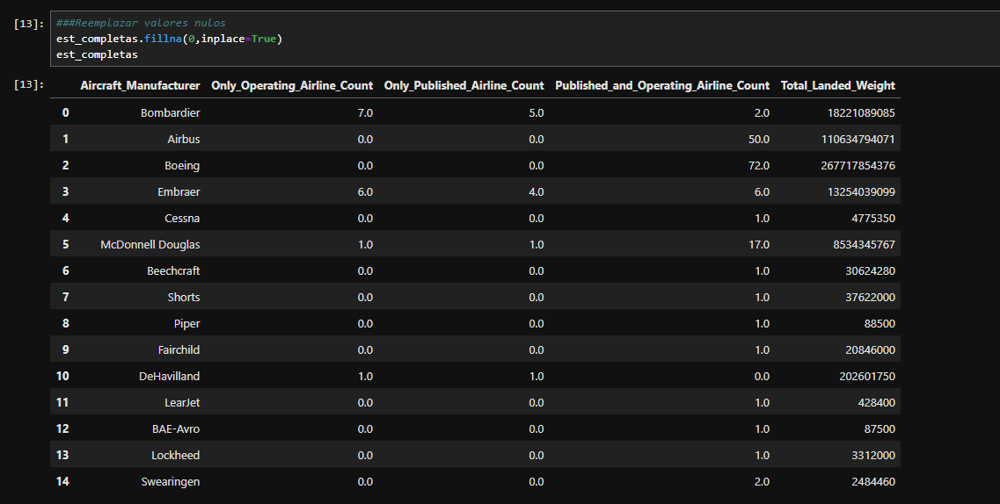 [13]: ###Reemplazar valores nulos
est_completas.fillna(0,inplace=True)
est_completas
[13]: Aircraft_Manufacturer Only_Operating_Airline_Count Only_Published_Airline_Count Published_and_Operating_Airline_Count Total_Landed_Weight
0 Bombardier 7.0 5.0 2.0 18221089085
1 Airbus 0.0 0.0 50.0 110634794071
2 Boeing 0.0 0.0 72.0 267717854376
3 Embraer 6.0 4.0 6.0 13254039099
4 Cessna 0.0 0.0 1.0 4775350
5 McDonnell Douglas 1.0 1.0 17.0 8534345767
6 Beechcraft 0.0 0.0 1.0 30624280
7 Shorts 0.0 0.0 1.0 37622000
8 Piper 0.0 0.0 1.0 88500
9 Fairchild 0.0 0.0 1.0 20846000
10 DeHavilland 1.0 1.0 0.0 202601750
11 LearJet 0.0 0.0 1.0 428400
12 BAE-Avro 0.0 0.0 1.0 87500
13 Lockheed 0.0 0.0 1.0 3312000
14 Swearingen 0.0 0.0 2.0 2484460